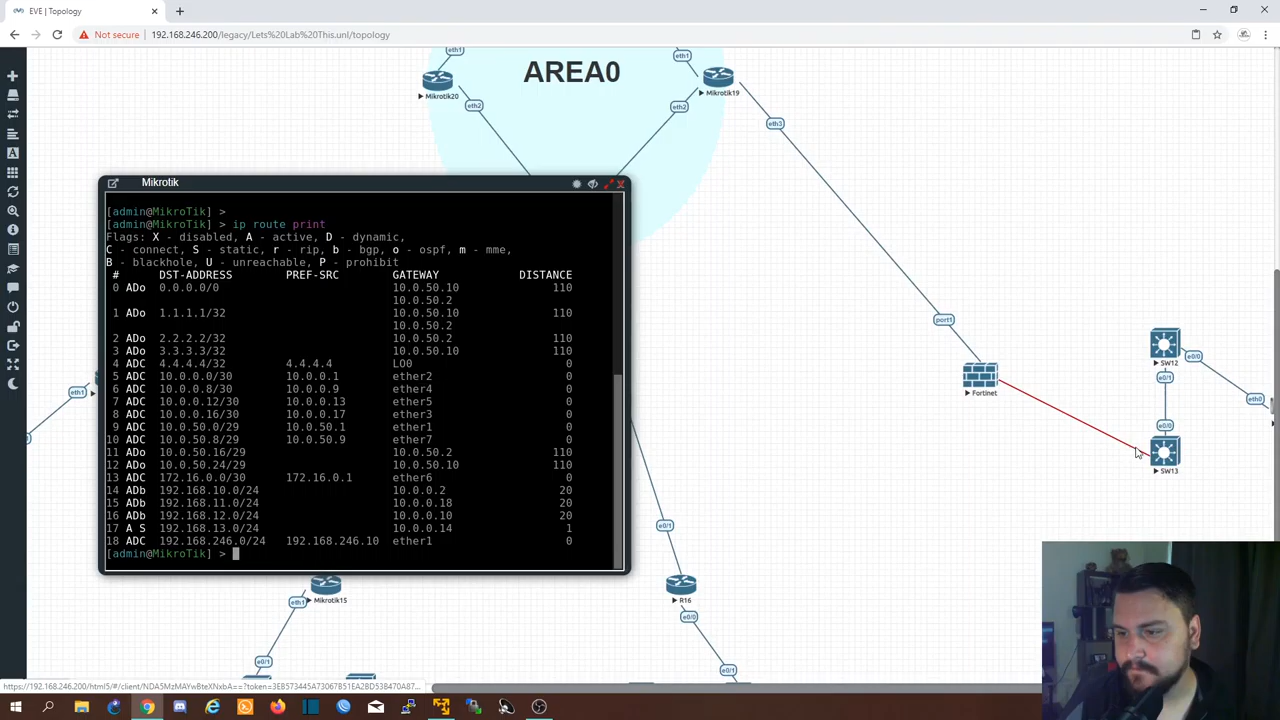 EVE | Topology
Not secure | 192.168.246.200/legacy/Lets%20Lab%20This.unl/topology
AREA0
eth1
eth1
Mikrotik20
Mikrotik19
eth2
eth2
eth3
Mikrotik
[admin@MikroTik] >
[admin@MikroTik] > ip route print
Flags: X - disabled, A - active, D - dynamic,
C - connect, S - static, r - rip, b - bgp, o - ospf, m - mme,
B - blackhole, U - unreachable, P - prohibit
# DST-ADDRESS PREF-SRC GATEWAY DISTANCE
0 ADo 0.0.0.0/0 10.0.50.10 110
10.0.50.2
1 ADo 1.1.1.1/32 10.0.50.10 110
10.0.50.2
2 ADo 2.2.2.2/32 10.0.50.2 110
3 ADo 3.3.3.3/32 10.0.50.10 110
4 ADC 4.4.4.4/32 4.4.4.4 LO0 0
5 ADC 10.0.0.0/30 10.0.0.1 ether2 0
6 ADC 10.0.0.8/30 10.0.0.9 ether4 0
7 ADC 10.0.0.12/30 10.0.0.13 ether5 0
8 ADC 10.0.0.16/30 10.0.0.17 ether3 0
9 ADC 10.0.50.0/29 10.0.50.1 ether1 0
10 ADC 10.0.50.8/29 10.0.50.9 ether7 0
11 ADo 10.0.50.16/29 10.0.50.2 110
12 ADo 10.0.50.24/29 10.0.50.10 110
13 ADC 172.16.0.0/30 172.16.0.1 ether6 0
14 ADb 192.168.10.0/24 10.0.0.2 20
15 ADb 192.168.11.0/24 10.0.0.18 20
16 ADb 192.168.12.0/24 10.0.0.10 20
17 A S 192.168.13.0/24 10.0.0.14 1
18 ADC 192.168.246.0/24 192.168.246.10 ether1 0
[admin@MikroTik] >
port1
Fortinet
SW12
e0/0
e0/1
eth0
e0/0
SW13
eth1
e0/1
Mikrotik15
eth1
R16
e0/0
e0/1
e0/1